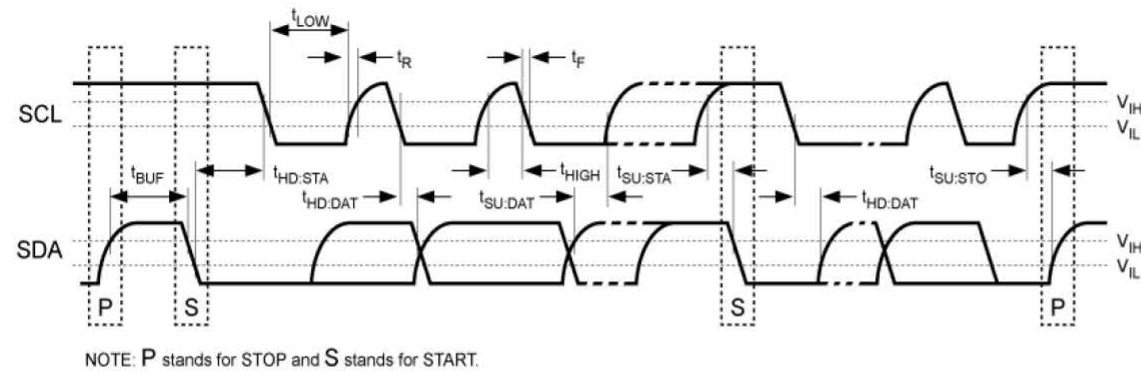 tLOW
tR
tF
SCL
VIH
VIL
tBUF
tHD:STA
tHIGH
tSU:STA
tSU:STO
tHD:DAT
tSU:DAT
tHD:DAT
SDA
VIH
VIL
P
S
S
P
NOTE: P stands for STOP and S stands for START.